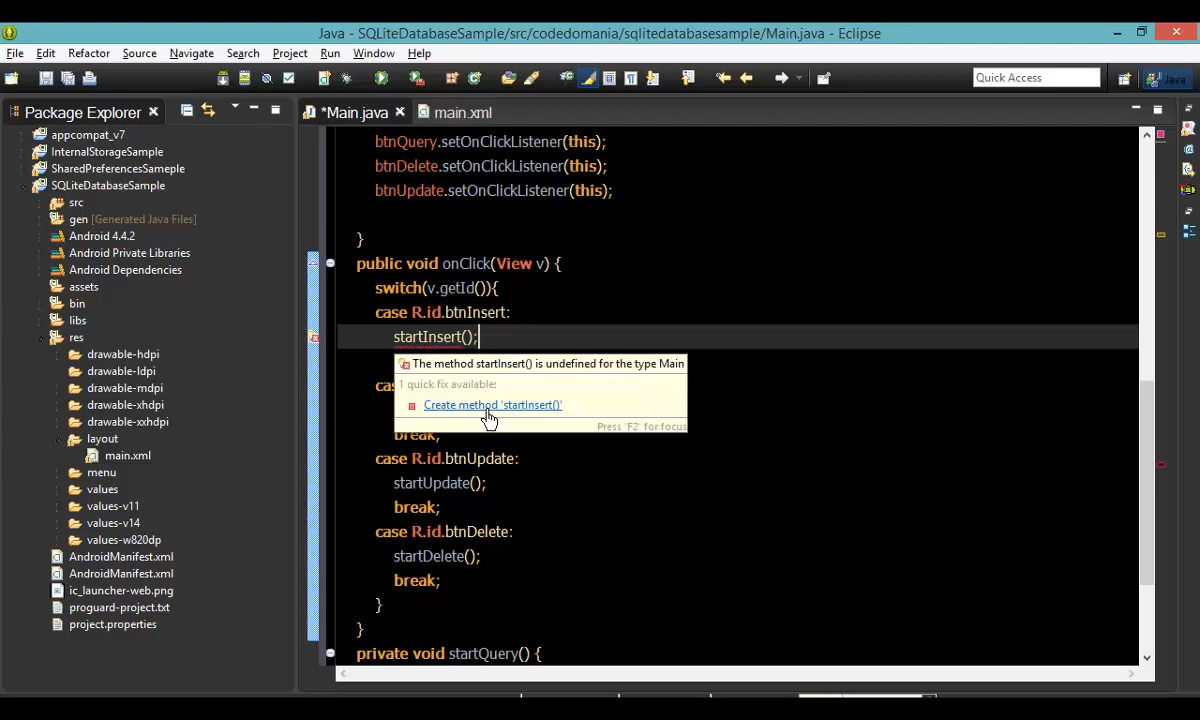 Java - SQLiteDatabaseSample/src/codedomania/sqlitedatabasesample/Main.java - Eclipse
File Edit Refactor Source Navigate Search Project Run Window Help
Quick Access
Java
Package Explorer
*Main.java
main.xml
appcompat_v7
InternalStorageSample
SharedPreferencesSameple
SQLiteDatabaseSample
src
gen [Generated Java Files]
Android 4.4.2
Android Private Libraries
Android Dependencies
assets
bin
libs
res
drawable-hdpi
drawable-ldpi
drawable-mdpi
drawable-xhdpi
drawable-xxhdpi
layout
main.xml
menu
values
values-v11
values-v14
values-w820dp
AndroidManifest.xml
AndroidManifest.xml
ic_launcher-web.png
proguard-project.txt
project.properties
btnQuery.setOnClickListener(this);
btnDelete.setOnClickListener(this);
btnUpdate.setOnClickListener(this);
}
public void onClick(View v) {
switch(v.getId()){
case R.id.btnInsert:
startInsert();
The method startInsert() is undefined for the type Main
1 quick fix available:
Create method 'startInsert()'
Press 'F2' for focus
break;
case R.id.btnUpdate:
startUpdate();
break;
case R.id.btnDelete:
startDelete();
break;
}
}
private void startQuery() {